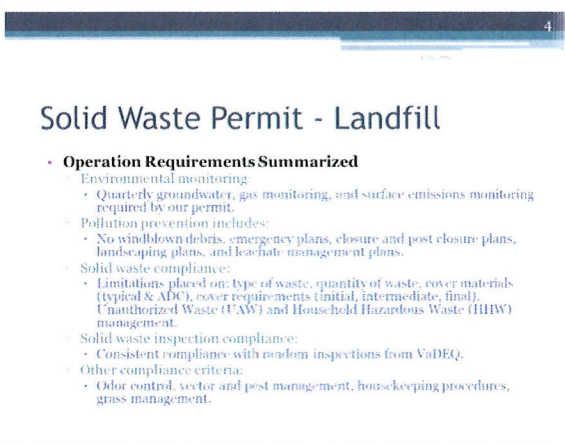 4
Solid Waste Permit - Landfill
• Operation Requirements Summarized
Environmental monitoring:
• Quarterly groundwater, gas monitoring, and surface emissions monitoring
required by our permit.
Pollution prevention includes:
• No windblown debris, emergency plans, closure and post closure plans,
landscaping plans, and leachate management plans.
Solid waste compliance:
• Limitations placed on: type of waste, quantity of waste, cover materials
(typical & ADC), cover requirements (initial, intermediate, final),
Unauthorized Waste (UAW) and Household Hazardous Waste (HHW)
management.
Solid waste inspection compliance:
• Consistent compliance with random inspections from VaDEQ.
Other compliance criteria:
• Odor control, vector and pest management, housekeeping procedures,
grass management.